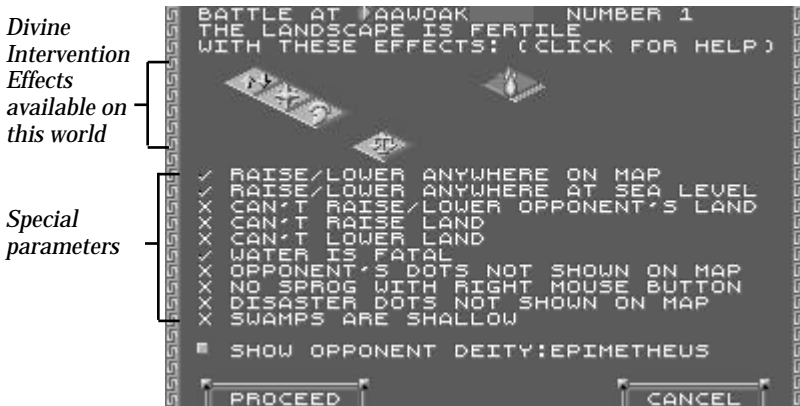 Divine
Intervention
Effects
available on
this world
Special
parameters
BATTLE AT AAWOAK NUMBER 1
THE LANDSCAPE IS FERTILE
WITH THESE EFFECTS: (CLICK FOR HELP)
✓ RAISE/LOWER ANYWHERE ON MAP
✓ RAISE/LOWER ANYWHERE AT SEA LEVEL
X CAN'T RAISE/LOWER OPPONENT'S LAND
X CAN'T RAISE LAND
X CAN'T LOWER LAND
✓ WATER IS FATAL
X OPPONENT'S DOTS NOT SHOWN ON MAP
X NO SPROG WITH RIGHT MOUSE BUTTON
X DISASTER DOTS NOT SHOWN ON MAP
X SWAMPS ARE SHALLOW
SHOW OPPONENT DEITY:EPIMETHEUS
PROCEED
CANCEL